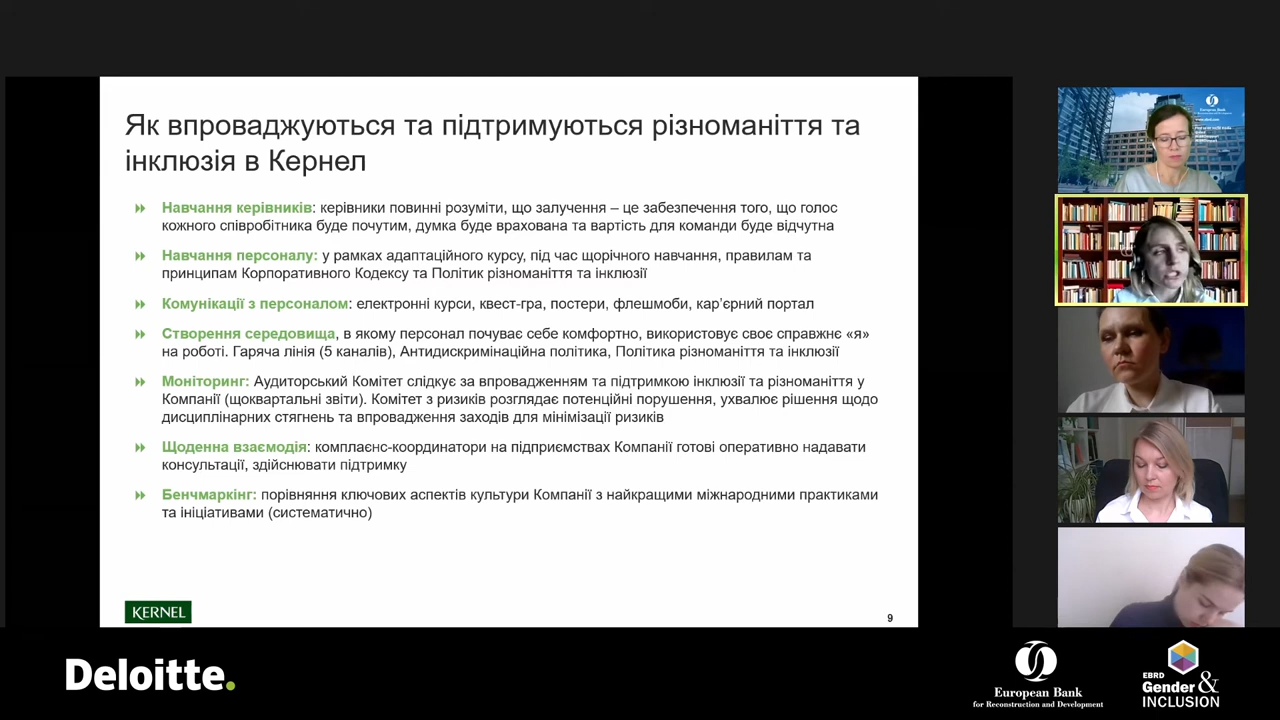 Як впроваджуються та підтримуються різноманіття та
інклюзія в Кернел
Навчання керівників: керівники повинні розуміти, що залучення – це забезпечення того, що голос
кожного співробітника буде почутим, думка буде врахована та вартість для команди буде відчутна
Навчання персоналу: у рамках адаптаційного курсу, під час щорічного навчання, правилам та
принципам Корпоративного Кодексу та Політик різноманіття та інклюзії
Комунікації з персоналом: електронні курси, квест-гра, постери, флешмоби, кар’єрний портал
Створення середовища, в якому персонал почуває себе комфортно, використовує своє справжнє «я»
на роботі. Гаряча лінія (5 каналів), Антидискримінаційна політика, Політика різноманіття та інклюзії
Моніторинг: Аудиторський Комітет слідкує за впровадженням та підтримкою інклюзії та різноманіття у
Компанії (щоквартальні звіти). Комітет з ризиків розглядає потенційні порушення, ухвалює рішення щодо
дисциплінарних стягнень та впровадження заходів для мінімізації ризиків
Щоденна взаємодія: комплаєнс-координатори на підприємствах Компанії готові оперативно надавати
консультації, здійснювати підтримку
Бенчмаркінг: порівняння ключових аспектів культури Компанії з найкращими міжнародними практиками
та ініціативами (систематично)
KERNEL
9
European Bank
Deloitte.
European Bank
for Reconstruction and Development
EBRD
Gender &
INCLUSION